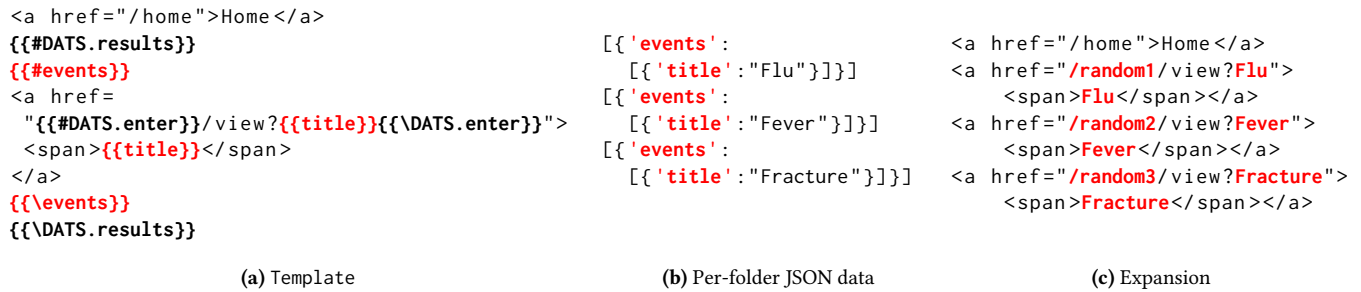 <a href="/home">Home</a>
{{#DATS.results}}
{{#events}}
<a href=
"{{#DATS.enter}}/view?{{title}}{{\DATS.enter}}">
<span>{{title}}</span>
</a>
{{\events}}
{{\DATS.results}}
(a) Template
[{'events':
[{'title':"Flu"}]}]
[{'events':
[{'title':"Fever"}]}]
[{'events':
[{'title':"Fracture"}]}]
(b) Per-folder JSON data
<a href="/home">Home</a>
<a href="/random1/view?Flu">
<span>Flu</span></a>
<a href="/random2/view?Fever">
<span>Fever</span></a>
<a href="/random3/view?Fracture">
<span>Fracture</span></a>
(c) Expansion